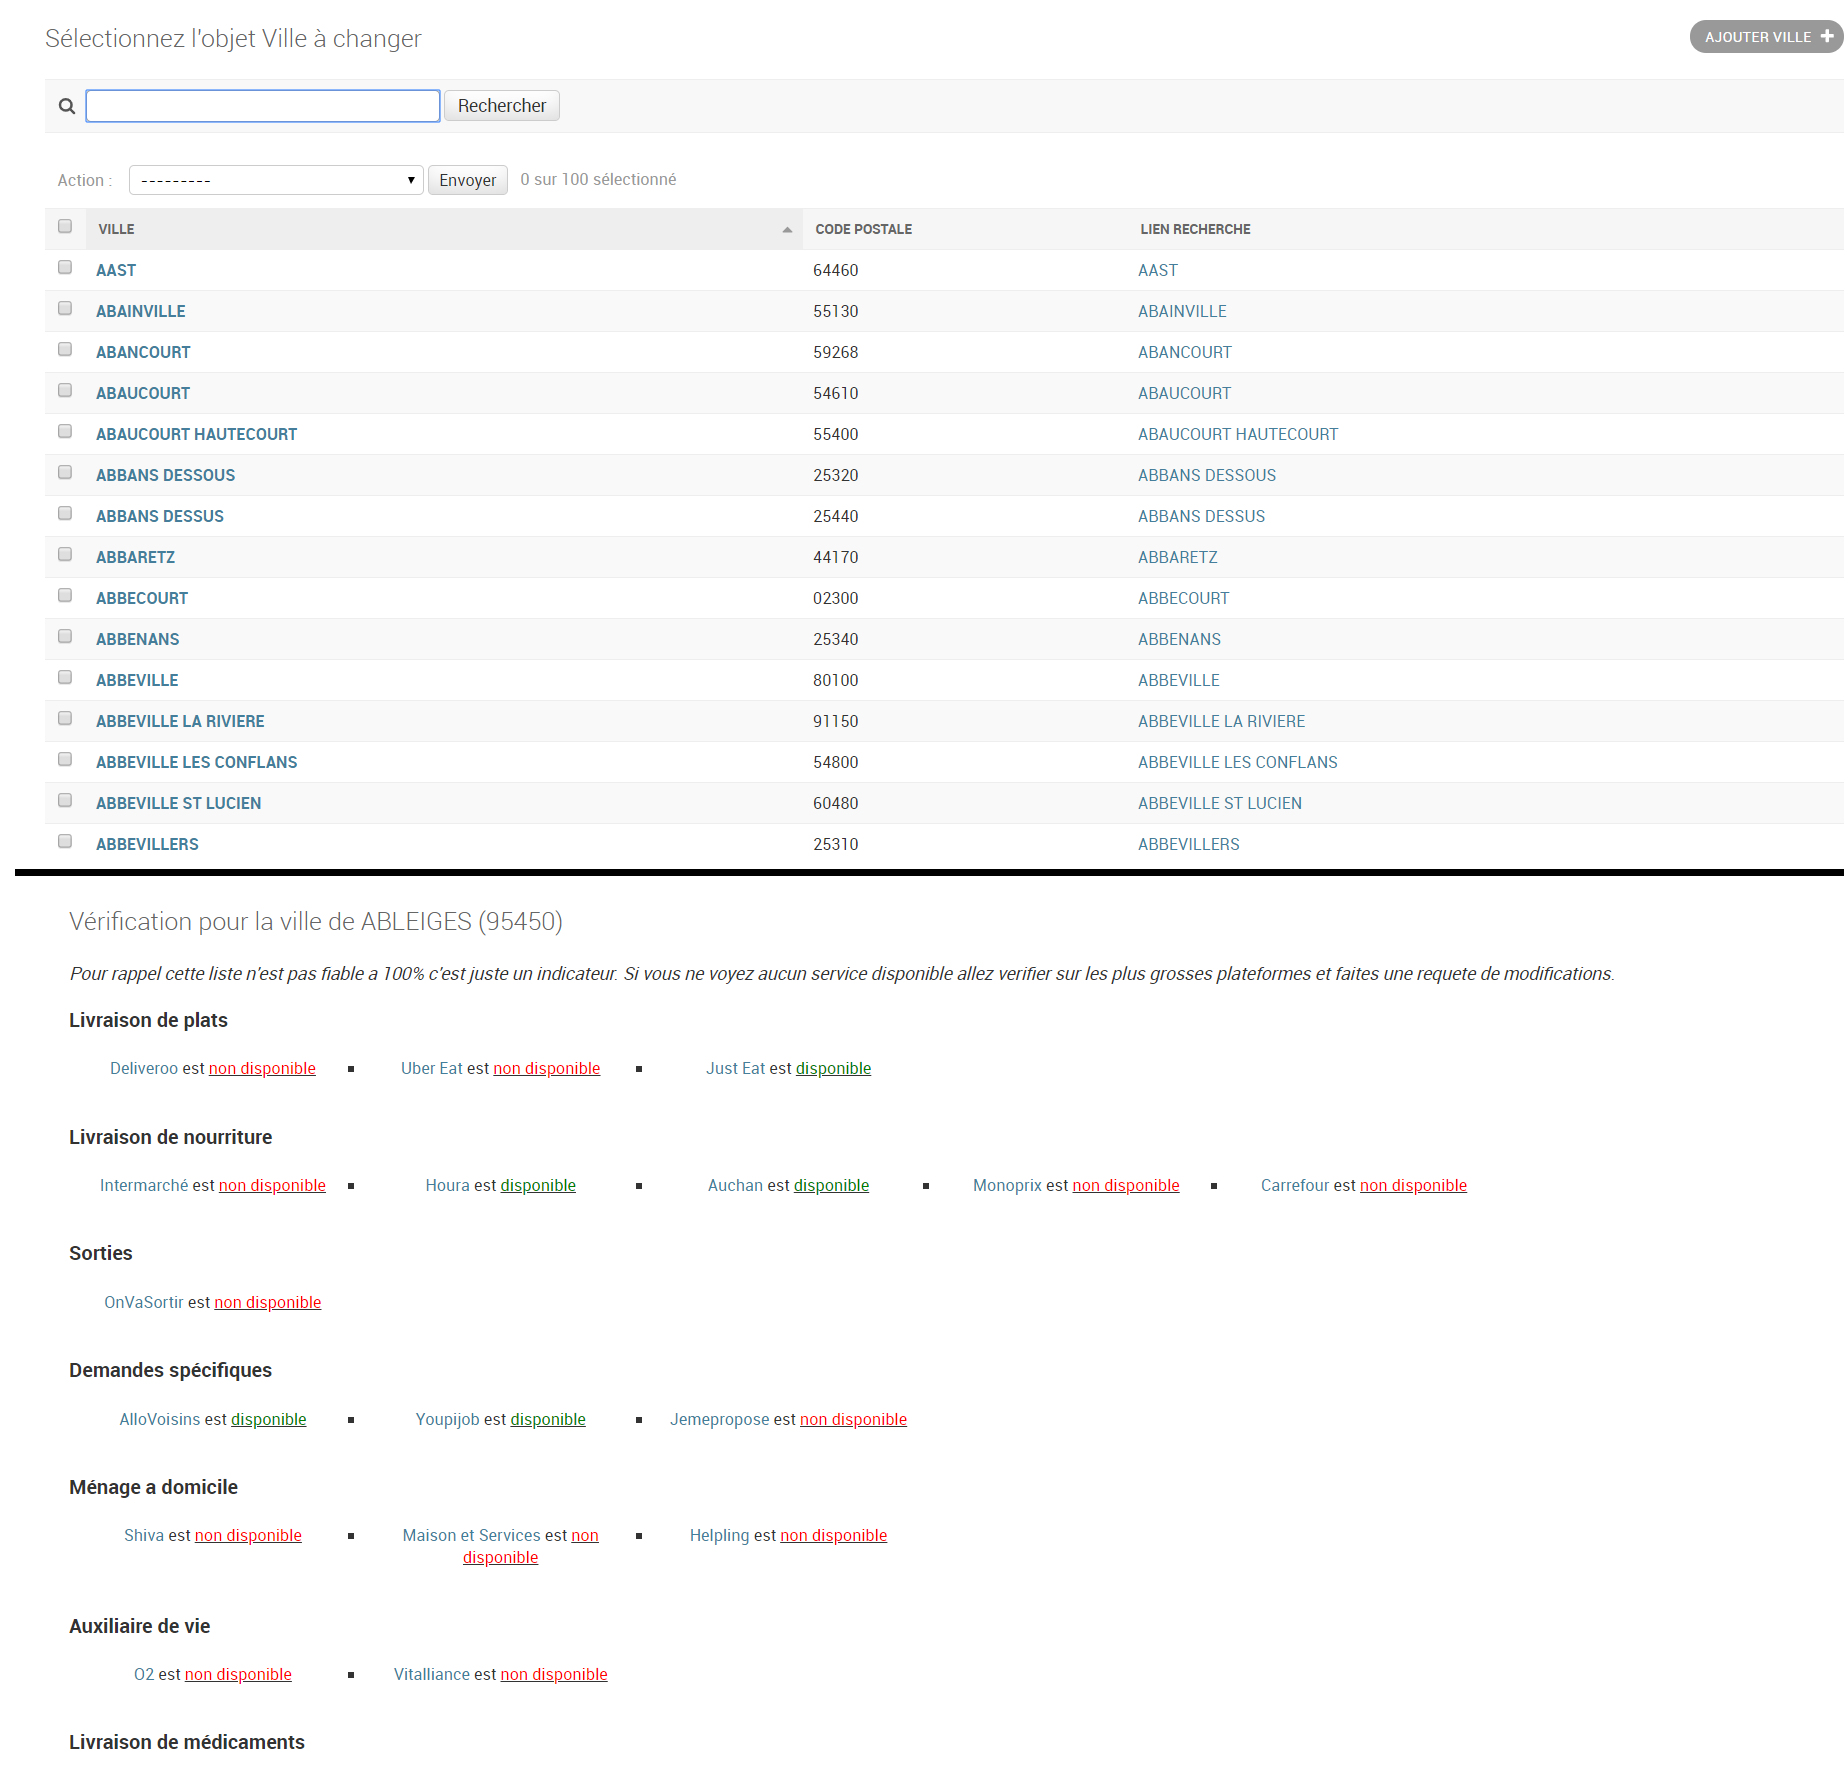 Sélectionnez l'objet Ville à changer
AJOUTER VILLE
Rechercher
Action : --------- Envoyer 0 sur 100 sélectionné
VILLE CODE POSTALE LIEN RECHERCHE
AAST 64460 AAST
ABAINVILLE 55130 ABAINVILLE
ABANCOURT 59268 ABANCOURT
ABAUCOURT 54610 ABAUCOURT
ABAUCOURT HAUTECOURT 55400 ABAUCOURT HAUTECOURT
ABBANS DESSOUS 25320 ABBANS DESSOUS
ABBANS DESSUS 25440 ABBANS DESSUS
ABBARETZ 44170 ABBARETZ
ABBECOURT 02300 ABBECOURT
ABBENANS 25340 ABBENANS
ABBEVILLE 80100 ABBEVILLE
ABBEVILLE LA RIVIERE 91150 ABBEVILLE LA RIVIERE
ABBEVILLE LES CONFLANS 54800 ABBEVILLE LES CONFLANS
ABBEVILLE ST LUCIEN 60480 ABBEVILLE ST LUCIEN
ABBEVILLERS 25310 ABBEVILLERS
Vérification pour la ville de ABLEIGES (95450)
Pour rappel cette liste n'est pas fiable a 100% c'est juste un indicateur. Si vous ne voyez aucun service disponible allez verifier sur les plus grosses plateformes et faites une requete de modifications.
Livraison de plats
Deliveroo est non disponible ▪ Uber Eat est non disponible ▪ Just Eat est disponible
Livraison de nourriture
Intermarché est non disponible ▪ Houra est disponible ▪ Auchan est disponible ▪ Monoprix est non disponible ▪ Carrefour est non disponible
Sorties
OnVaSortir est non disponible
Demandes spécifiques
AlloVoisins est disponible ▪ Youpijob est disponible ▪ Jemepropose est non disponible
Ménage a domicile
Shiva est non disponible ▪ Maison et Services est non ▪ Helpling est non disponible
disponible
Auxiliaire de vie
O2 est non disponible ▪ Vitalliance est non disponible
Livraison de médicaments